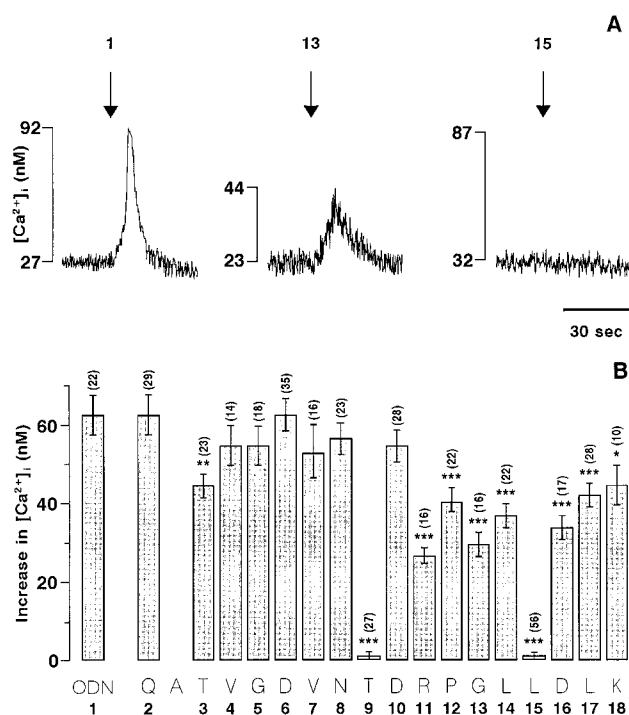 A
1 13 15
[Ca2+]i (nM)
92
27
44
23
87
32
30 sec
B
Increase in [Ca2+]i (nM)
60
40
20
0
(22) (29) (23) (14) (18) (35) (16) (23) (27) (28) (16) (22) (16) (22) (56) (17) (28) (10)
** *** *** *** *** *** *** *** *** *
ODN Q A T V G D V N T D R P G L L D L K
1 2 3 4 5 6 7 8 9 10 11 12 13 14 15 16 17 18